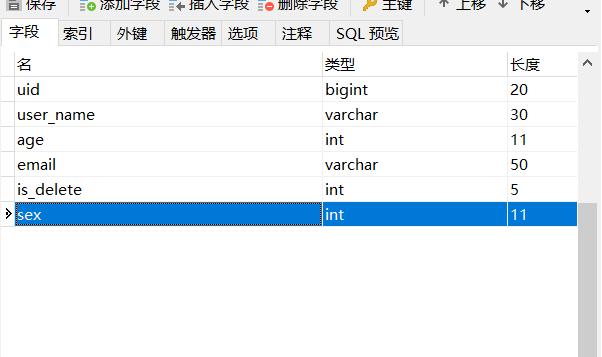 保存 添加字段 插入字段 删除字段 主键 上移 下移
字段 索引 外键 触发器 选项 注释 SQL 预览
名 类型 长度
uid bigint 20
user_name varchar 30
age int 11
email varchar 50
is_delete int 5
sex int 11